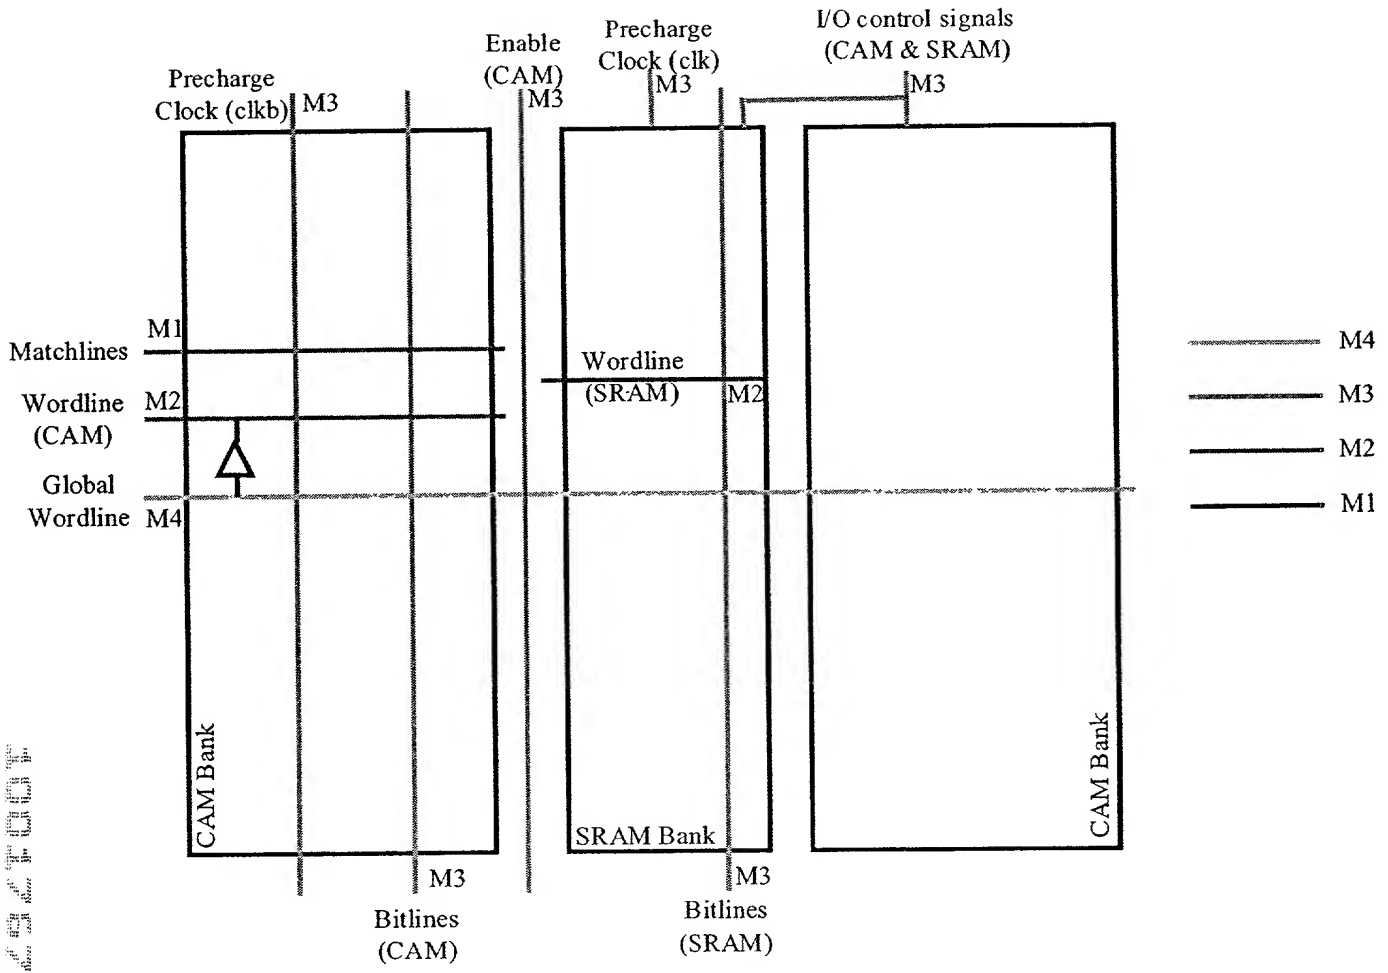 I/O control signals
(CAM & SRAM)
M3
Precharge
Clock (clk)
M3
Enable
(CAM)
M3
Precharge
Clock (clkb)
M3
Matchlines
M1
Wordline
(CAM)
M2
Global
Wordline
M4
Wordline
(SRAM)
M2
M4
M3
M2
M1
CAM Bank
SRAM Bank
CAM Bank
M3
Bitlines
(CAM)
M3
Bitlines
(SRAM)